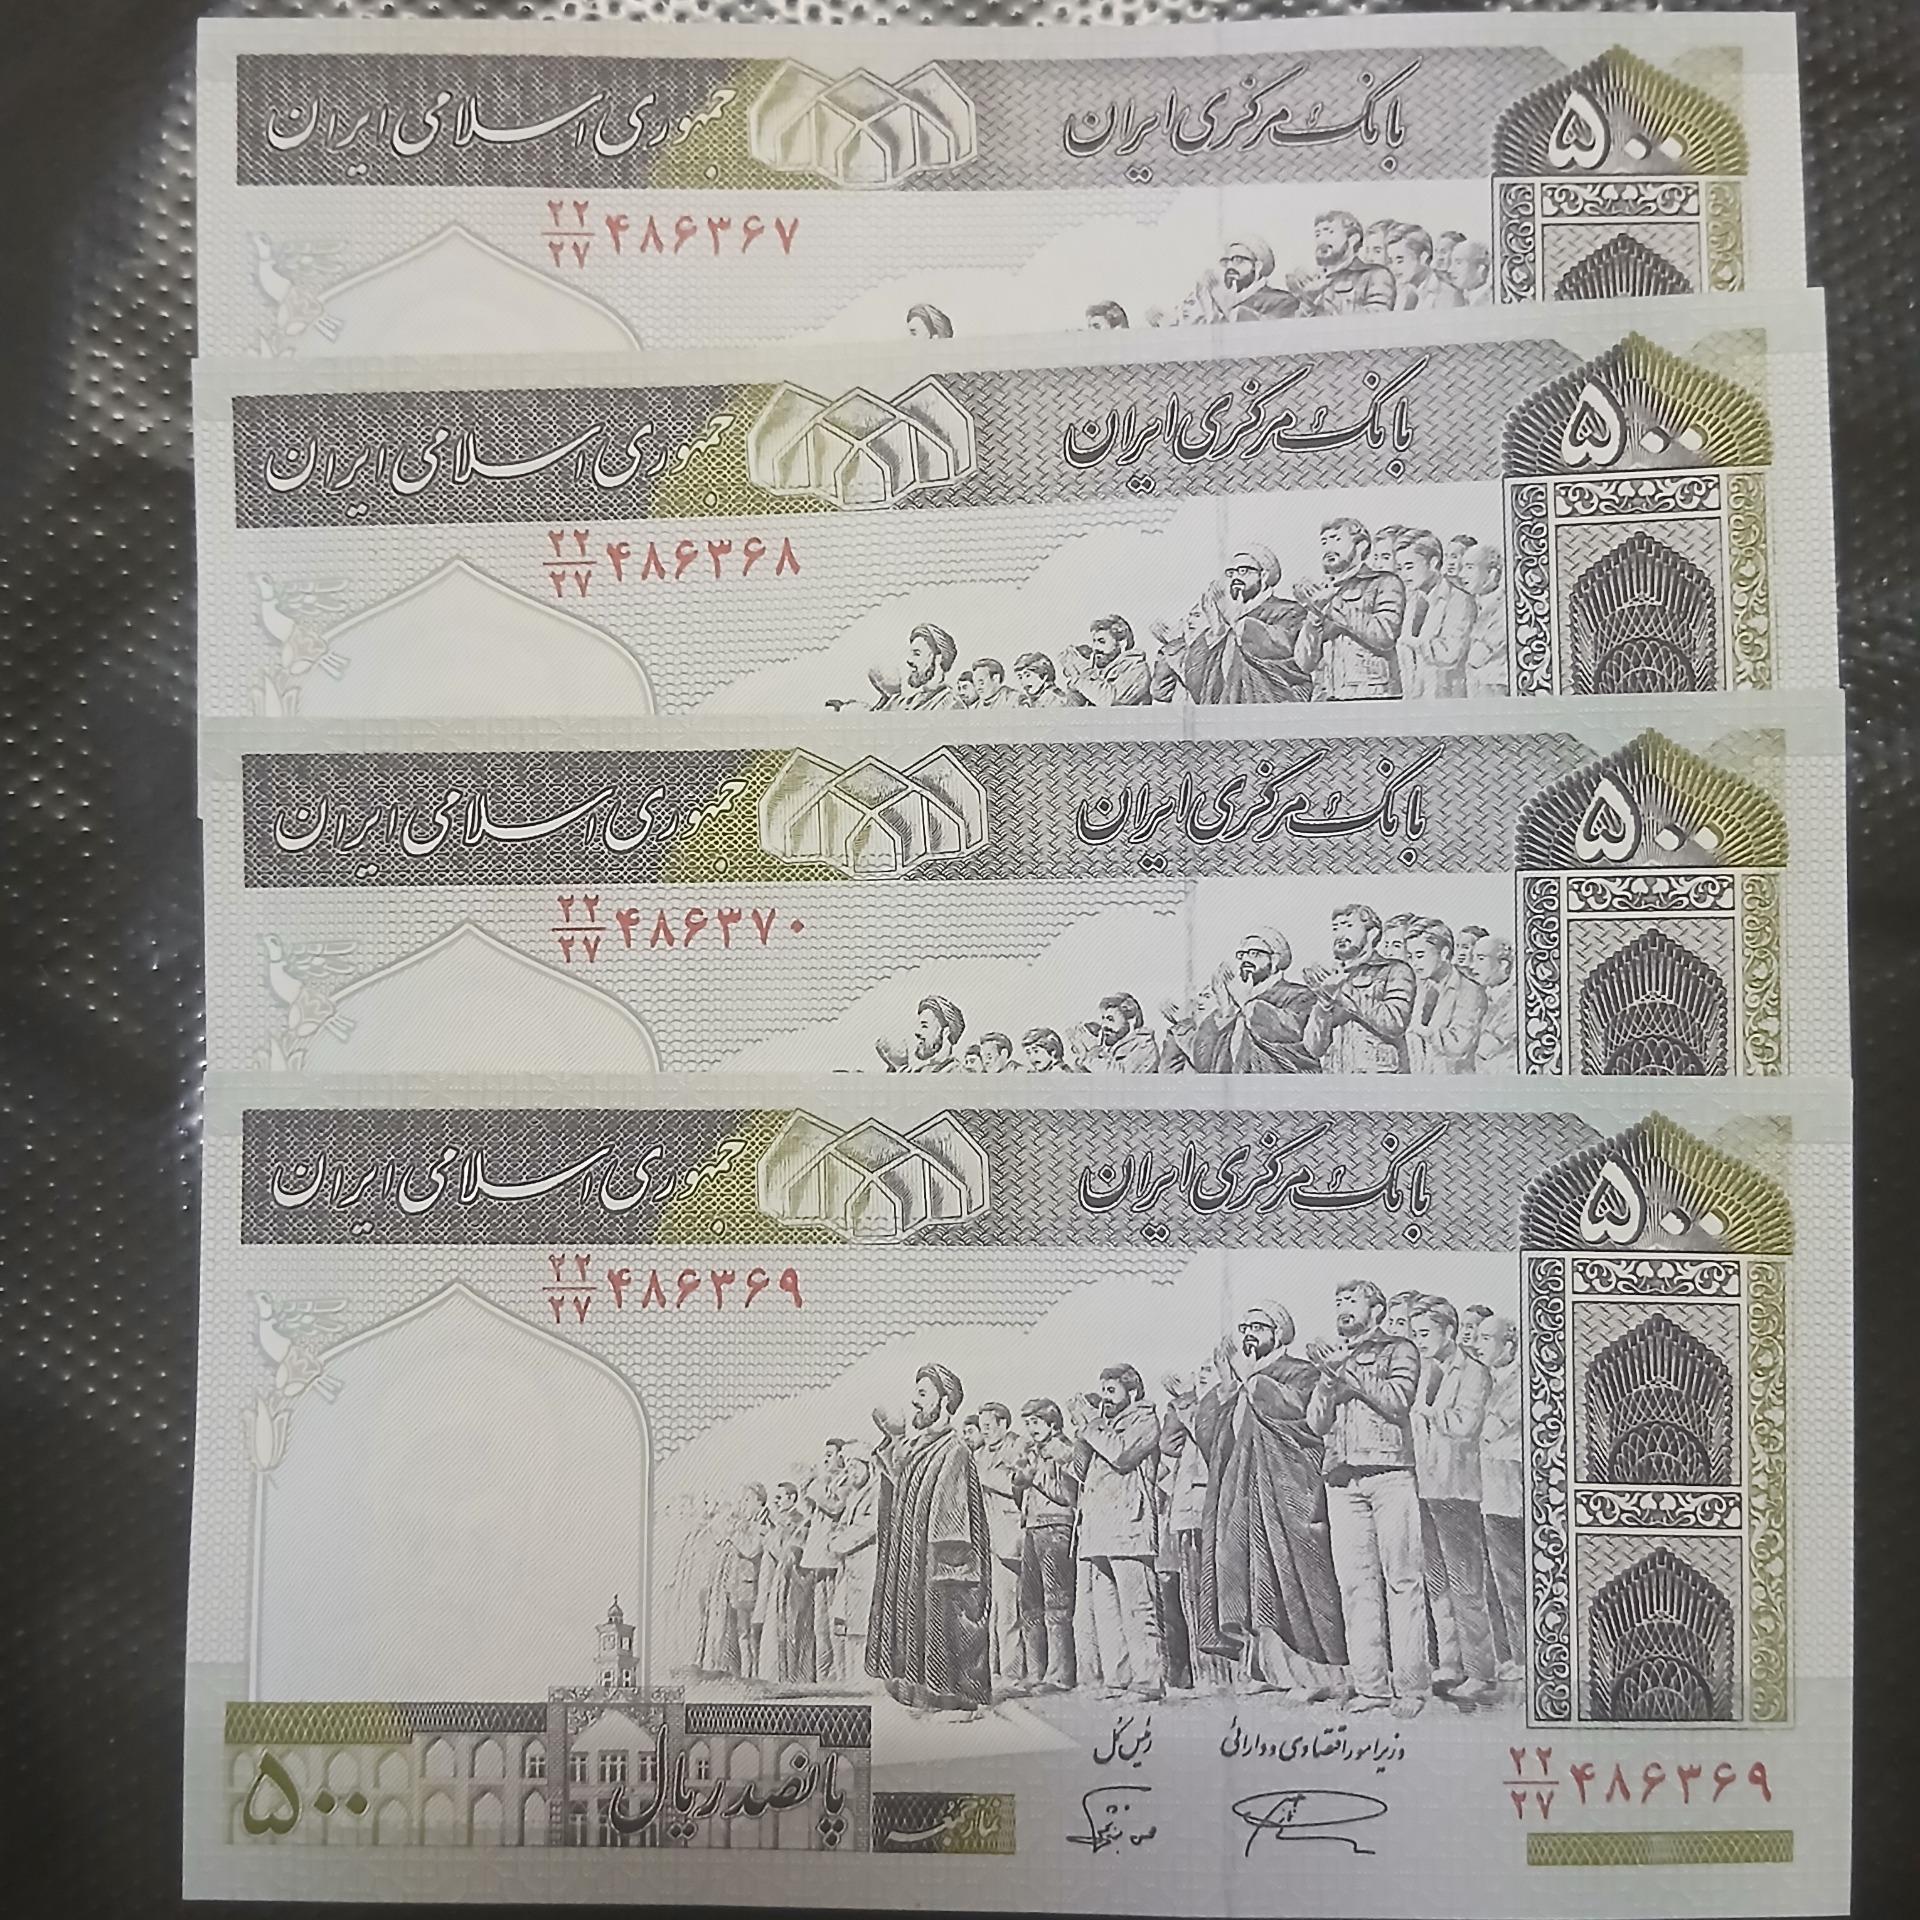 جمهوری اسلامی ایران بانک مرکزی ایران ۵۰۰
۲۲/۲۷ ۴۸۶۳۶۷
جمهوری اسلامی ایران بانک مرکزی ایران ۵۰۰
۲۲/۲۷ ۴۸۶۳۶۸
جمهوری اسلامی ایران بانک مرکزی ایران ۵۰۰
۲۲/۲۷ ۴۸۶۳۷۰
جمهوری اسلامی ایران بانک مرکزی ایران ۵۰۰
۲۲/۲۷ ۴۸۶۳۶۹
وزیر امور اقتصادی و دارائی رئیس کل
۲۲/۲۷ ۴۸۶۳۶۹
پانصد ریال
۵۰۰
نماز جمعه